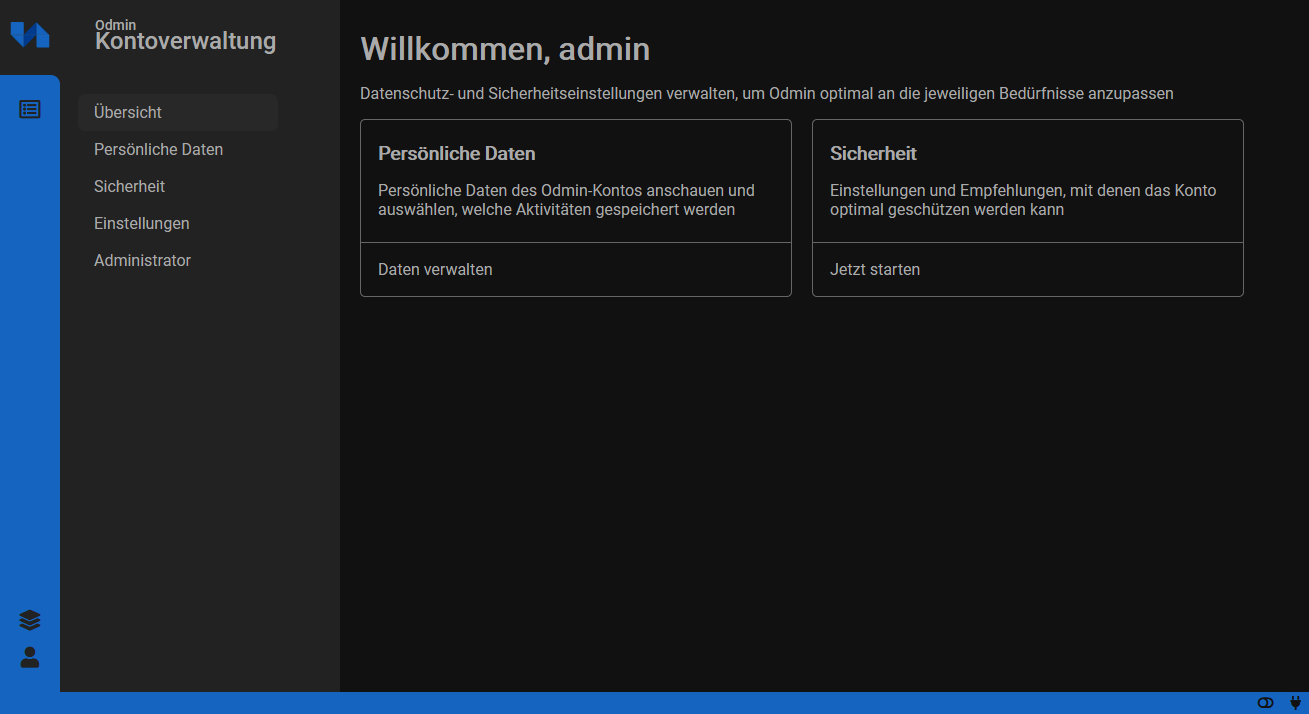 Odmin
Kontoverwaltung
Übersicht
Persönliche Daten
Sicherheit
Einstellungen
Administrator
Willkommen, admin
Datenschutz- und Sicherheitseinstellungen verwalten, um Odmin optimal an die jeweiligen Bedürfnisse anzupassen
Persönliche Daten
Persönliche Daten des Odmin-Kontos anschauen und
auswählen, welche Aktivitäten gespeichert werden
Daten verwalten
Sicherheit
Einstellungen und Empfehlungen, mit denen das Konto
optimal geschützen werden kann
Jetzt starten